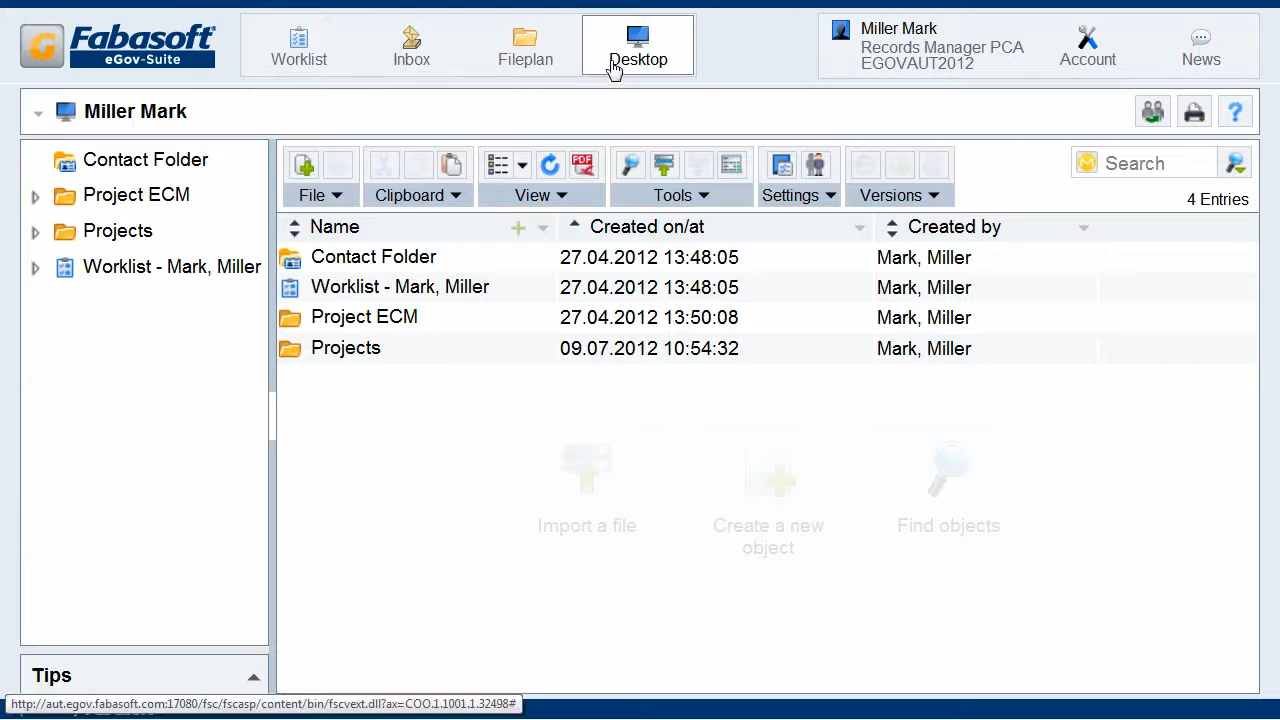 Fabasoft
eGov-Suite
Worklist
Inbox
Fileplan
Desktop
Miller Mark
Records Manager PCA
EGOVAUT2012
Account
News
Miller Mark
Contact Folder
Project ECM
Projects
Worklist - Mark, Miller
File
Clipboard
PDF
View
Tools
Settings
Versions
Search
4 Entries
Name Created on/at Created by
Contact Folder 27.04.2012 13:48:05 Mark, Miller
Worklist - Mark, Miller 27.04.2012 13:48:05 Mark, Miller
Project ECM 27.04.2012 13:50:08 Mark, Miller
Projects 09.07.2012 10:54:32 Mark, Miller
Import a file
Create a new
object
Find objects
Tips
http://aut.egov.fabasoft.com:17080/fsc/fscasp/content/bin/fscvext.dll?ax=COO.1.1001.1.32498#